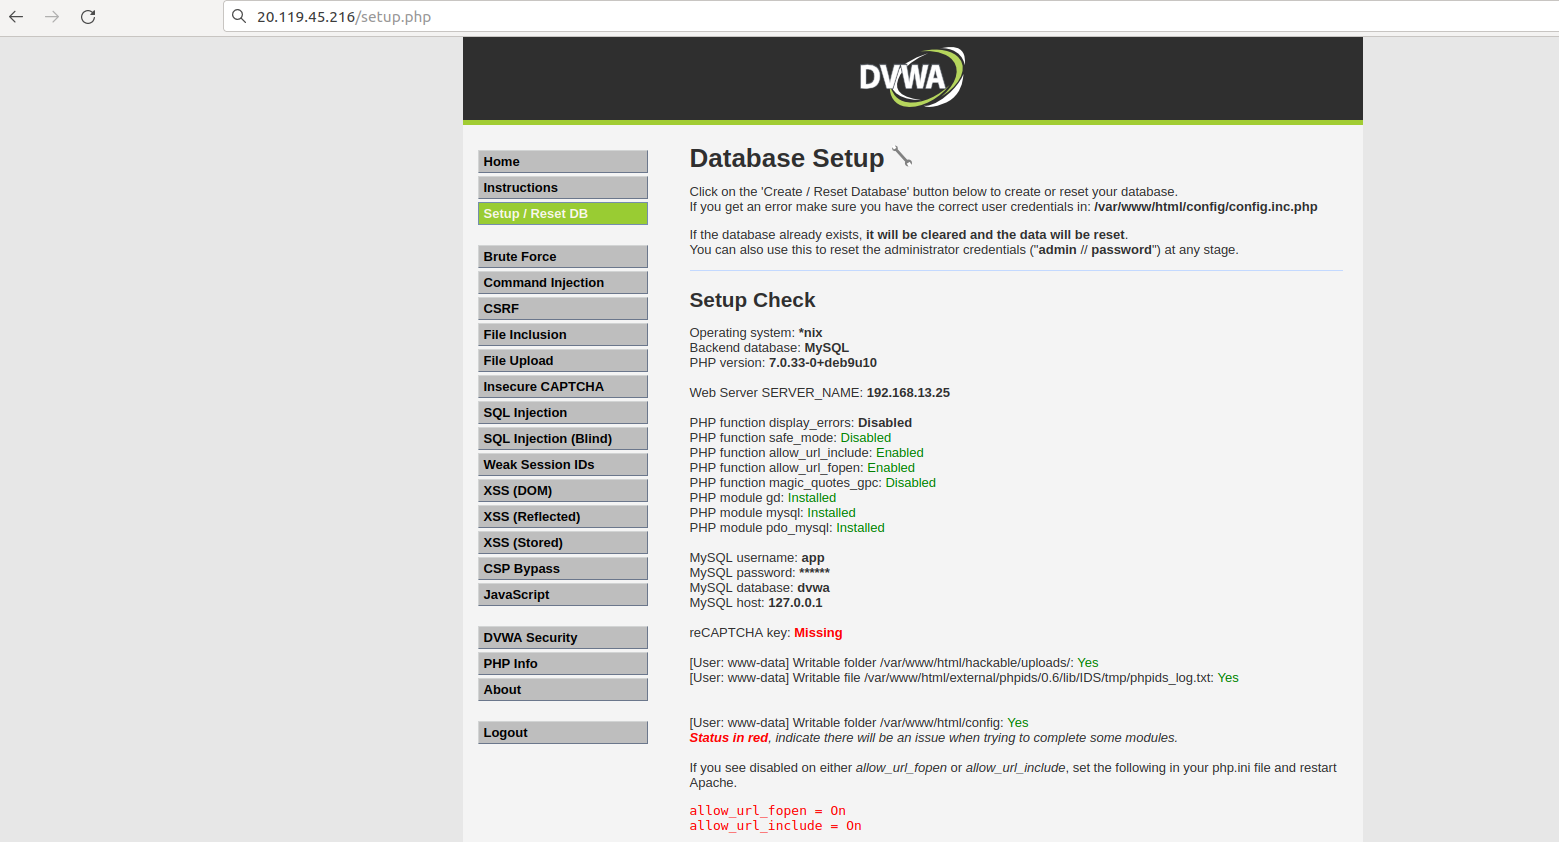 20.119.45.216/setup.php
DVWA
Home
Instructions
Setup / Reset DB
Brute Force
Command Injection
CSRF
File Inclusion
File Upload
Insecure CAPTCHA
SQL Injection
SQL Injection (Blind)
Weak Session IDs
XSS (DOM)
XSS (Reflected)
XSS (Stored)
CSP Bypass
JavaScript
DVWA Security
PHP Info
About
Logout
Database Setup
Click on the 'Create / Reset Database' button below to create or reset your database.
If you get an error make sure you have the correct user credentials in: /var/www/html/config/config.inc.php
If the database already exists, it will be cleared and the data will be reset.
You can also use this to reset the administrator credentials ("admin // password") at any stage.
Setup Check
Operating system: *nix
Backend database: MySQL
PHP version: 7.0.33-0+deb9u10
Web Server SERVER_NAME: 192.168.13.25
PHP function display_errors: Disabled
PHP function safe_mode: Disabled
PHP function allow_url_include: Enabled
PHP function allow_url_fopen: Enabled
PHP function magic_quotes_gpc: Disabled
PHP module gd: Installed
PHP module mysql: Installed
PHP module pdo_mysql: Installed
MySQL username: app
MySQL password: ******
MySQL database: dvwa
MySQL host: 127.0.0.1
reCAPTCHA key: Missing
[User: www-data] Writable folder /var/www/html/hackable/uploads/: Yes
[User: www-data] Writable file /var/www/html/external/phpids/0.6/lib/IDS/tmp/phpids_log.txt: Yes
[User: www-data] Writable folder /var/www/html/config: Yes
Status in red, indicate there will be an issue when trying to complete some modules.
If you see disabled on either allow_url_fopen or allow_url_include, set the following in your php.ini file and restart
Apache.
allow_url_fopen = On
allow_url_include = On